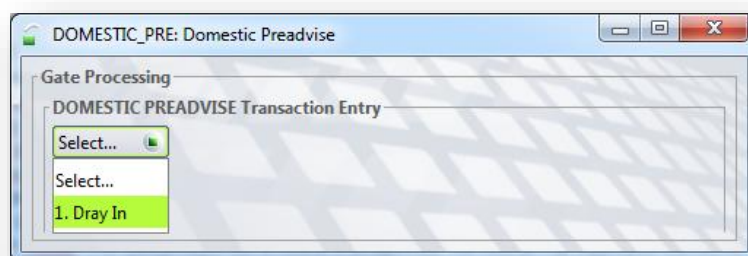 DOMESTIC_PRE: Domestic Preadvise
Gate Processing
DOMESTIC PREADVISE Transaction Entry
Select...
Select...
1. Dray In